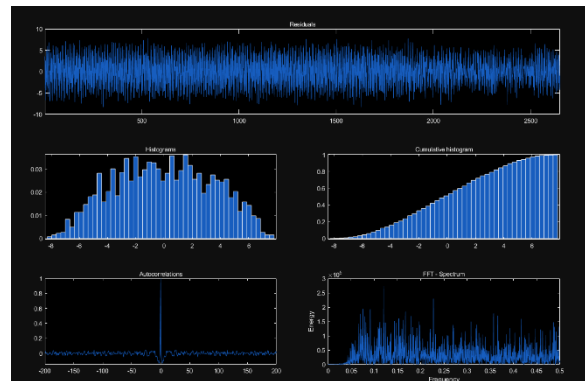 Residuals
10
5
0
-5
-10
500 1000 1500 2000 2500
Histograms
0.03
0.02
0.01
0
-8 -6 -4 -2 0 2 4 6
Cumulative histogram
1
0.8
0.6
0.4
0.2
0
-8 -6 -4 -2 0 2 4 6
Autocorrelations
1
0.8
0.6
0.4
0.2
0
-200 -150 -100 -50 0 50 100 150 200
FFT - Spectrum
3
2.5
2
1.5
1
0.5
0
Energy
0 0.05 0.1 0.15 0.2 0.25 0.3 0.35 0.4 0.45 0.5
Frequency